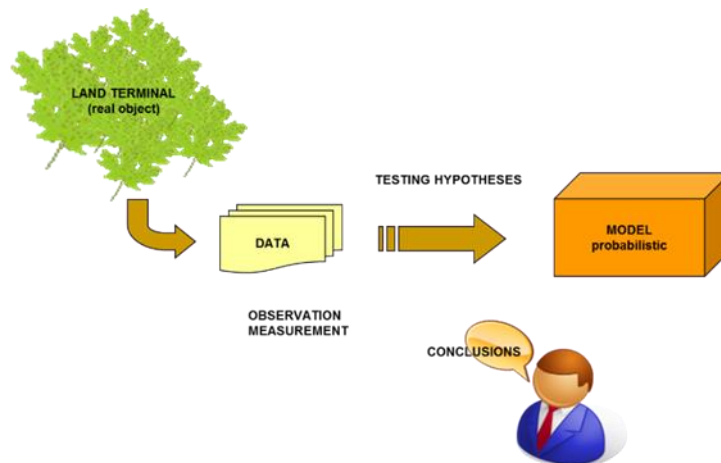 LAND TERMINAL
(real object)
TESTING HYPOTHESES
DATA
MODEL
probabilistic
OBSERVATION
MEASUREMENT
CONCLUSIONS